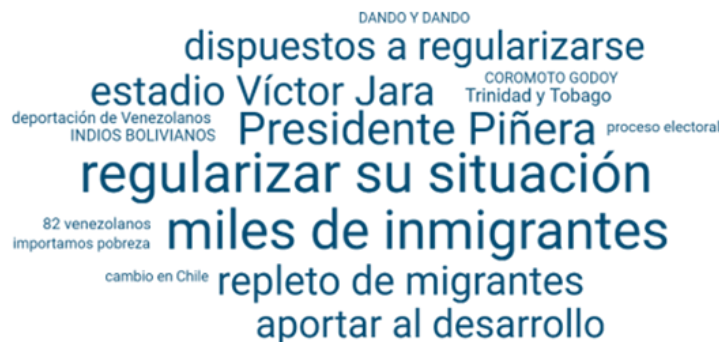 DANDO Y DANDO
dispuestos a regularizarse
estadio Víctor Jara
COROMOTO GODOY
Trinidad y Tobago
deportación de Venezolanos
INDIOS BOLIVIANOS
Presidente Piñera
proceso electoral
regularizar su situación
82 venezolanos
importamos pobreza
miles de inmigrantes
cambio en Chile
repleto de migrantes
aportar al desarrollo